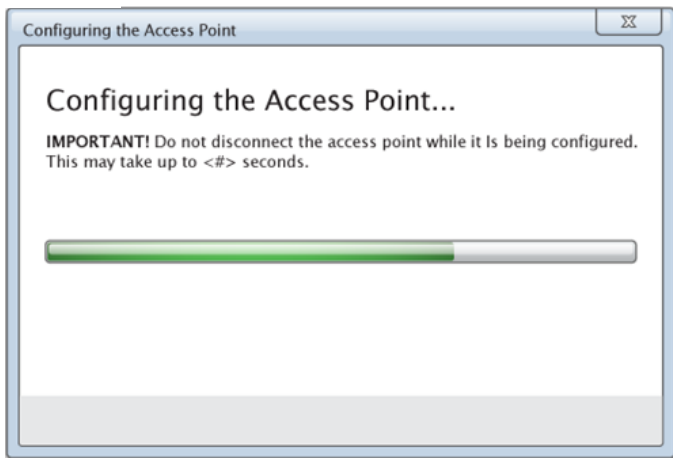 Configuring the Access Point
Configuring the Access Point...
IMPORTANT! Do not disconnect the access point while it Is being configured.
This may take up to <#> seconds.